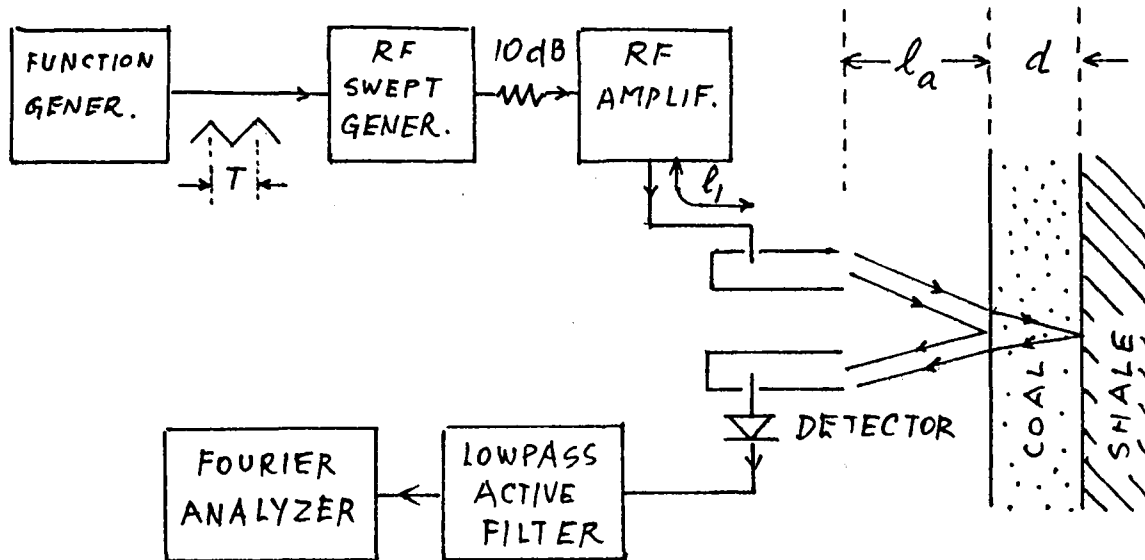 FUNCTION
GENER.
T
RF
SWEPT
GENER.
10dB
RF
AMPLIF.
l1
la
d
COAL
SHALE
DETECTOR
LOWPASS
ACTIVE
FILTER
FOURIER
ANALYZER